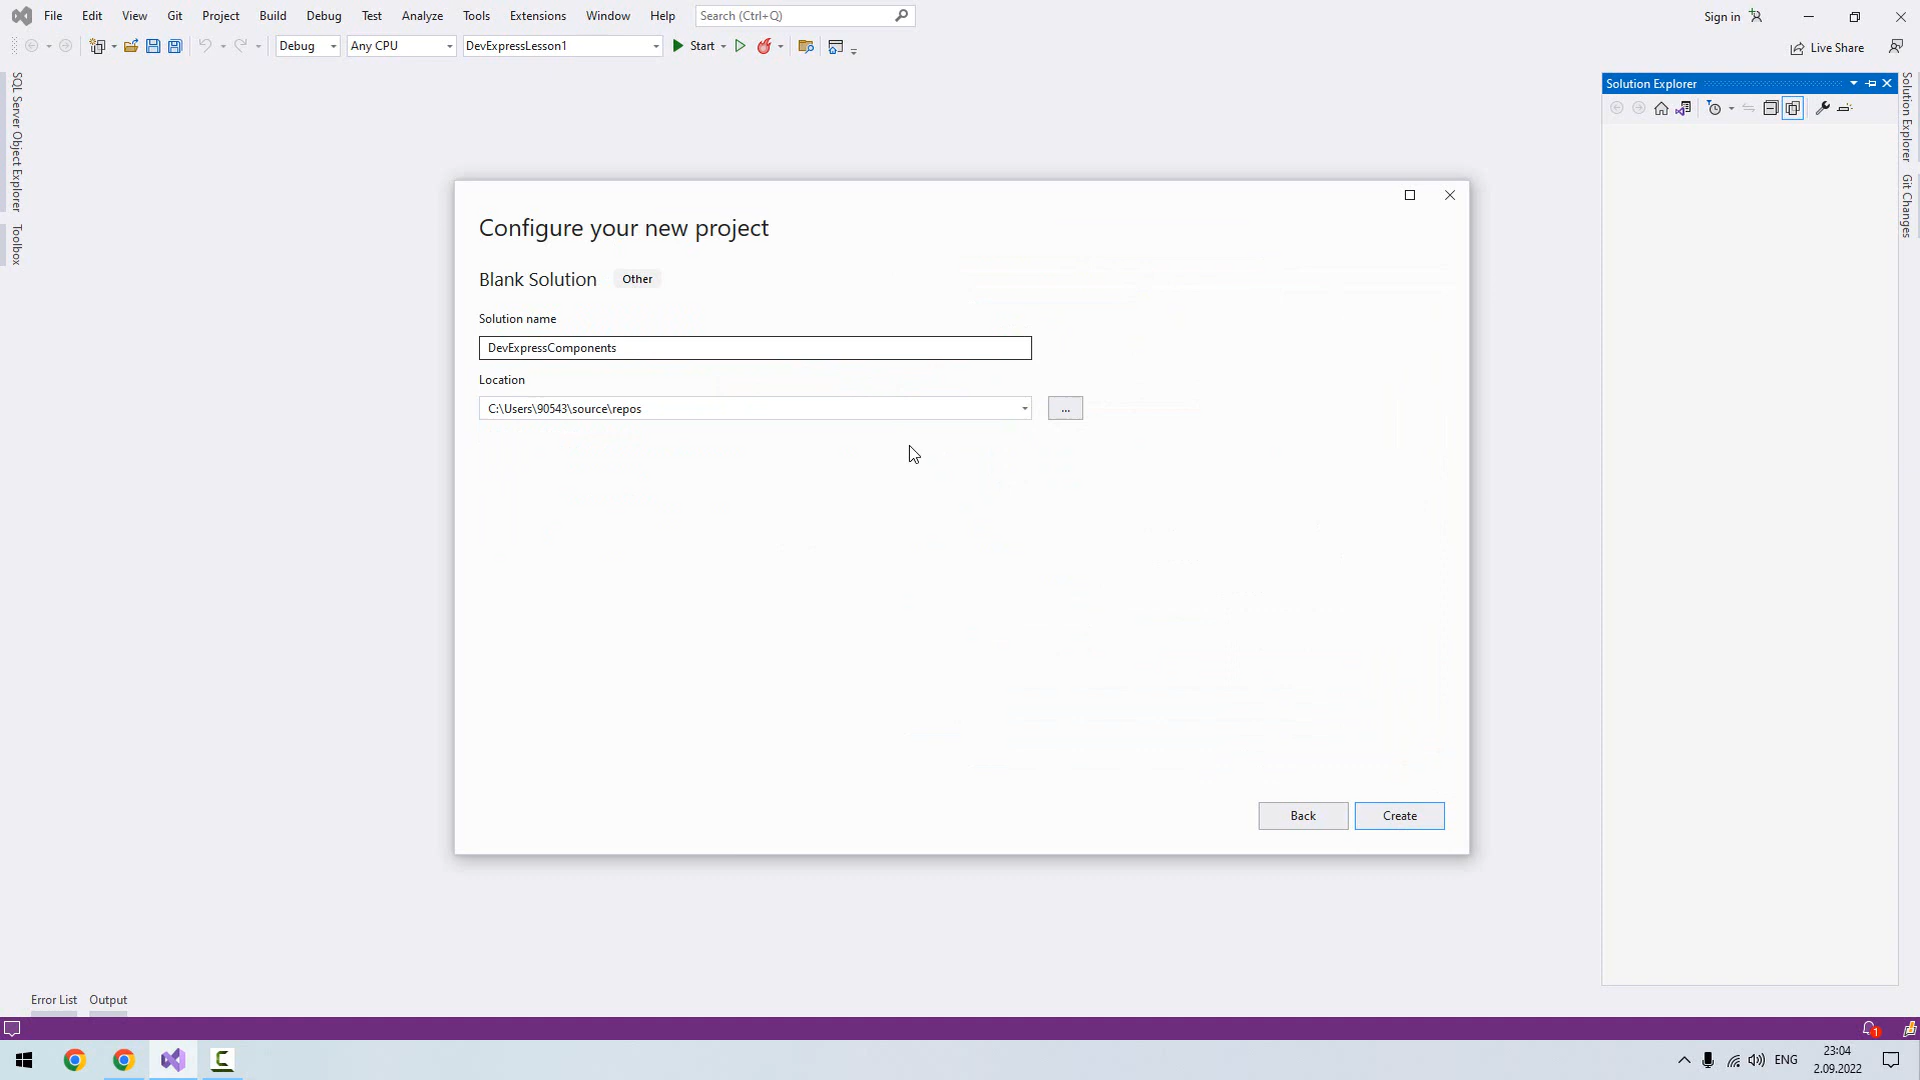 File Edit View Git Project Build Debug Test Analyze Tools Extensions Window Help Search (Ctrl+Q) Sign in
Debug Any CPU DevExpressLesson1 Start Live Share
SQL Server Object Explorer
Toolbox
Solution Explorer
Solution Explorer
Git Changes
Configure your new project
Blank Solution Other
Solution name
DevExpressComponents
Location
C:\Users\90543\source\repos
...
Back Create
Error List Output
1
ENG
23:04
2.09.2022